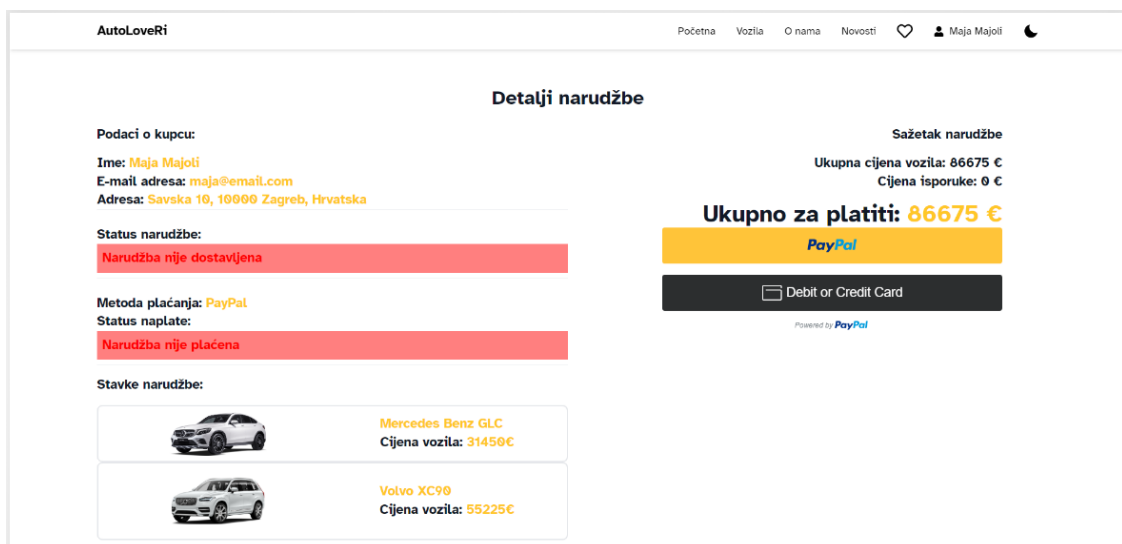 AutoLoveRi
Početna Vozila O nama Novosti Maja Majoli
Detalji narudžbe
Podaci o kupcu:
Ime: Maja Majoli
E-mail adresa: maja@email.com
Adresa: Savska 10, 10000 Zagreb, Hrvatska
Status narudžbe:
Narudžba nije dostavljena
Metoda plaćanja: PayPal
Status naplate:
Narudžba nije plaćena
Stavke narudžbe:
Mercedes Benz GLC
Cijena vozila: 31450€
Volvo XC90
Cijena vozila: 55225€
Sažetak narudžbe
Ukupna cijena vozila: 86675 €
Cijena isporuke: 0 €
Ukupno za platiti: 86675 €
PayPal
Debit or Credit Card
Powered by PayPal